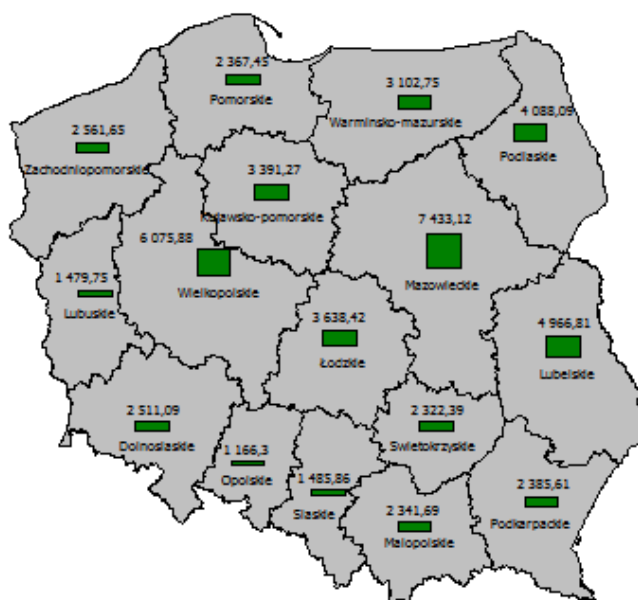 2 367,45
Pomorskie
3 102,75
Warminsko-mazurskie
4 088,09
Podlaskie
2 561,65
Zachodniopomorskie
3 391,27
Kujawsko-pomorskie
7 433,12
Mazowieckie
6 075,88
Wielkopolskie
1 479,75
Lubuskie
3 638,42
Łodzkie
4 966,81
Lubelskie
2 511,09
Dolnoslaskie
2 322,39
Swietokrzyskie
1 166,3
Opolskie
1 485,86
Slaskie
2 385,61
Podkarpackie
2 341,69
Malopolskie